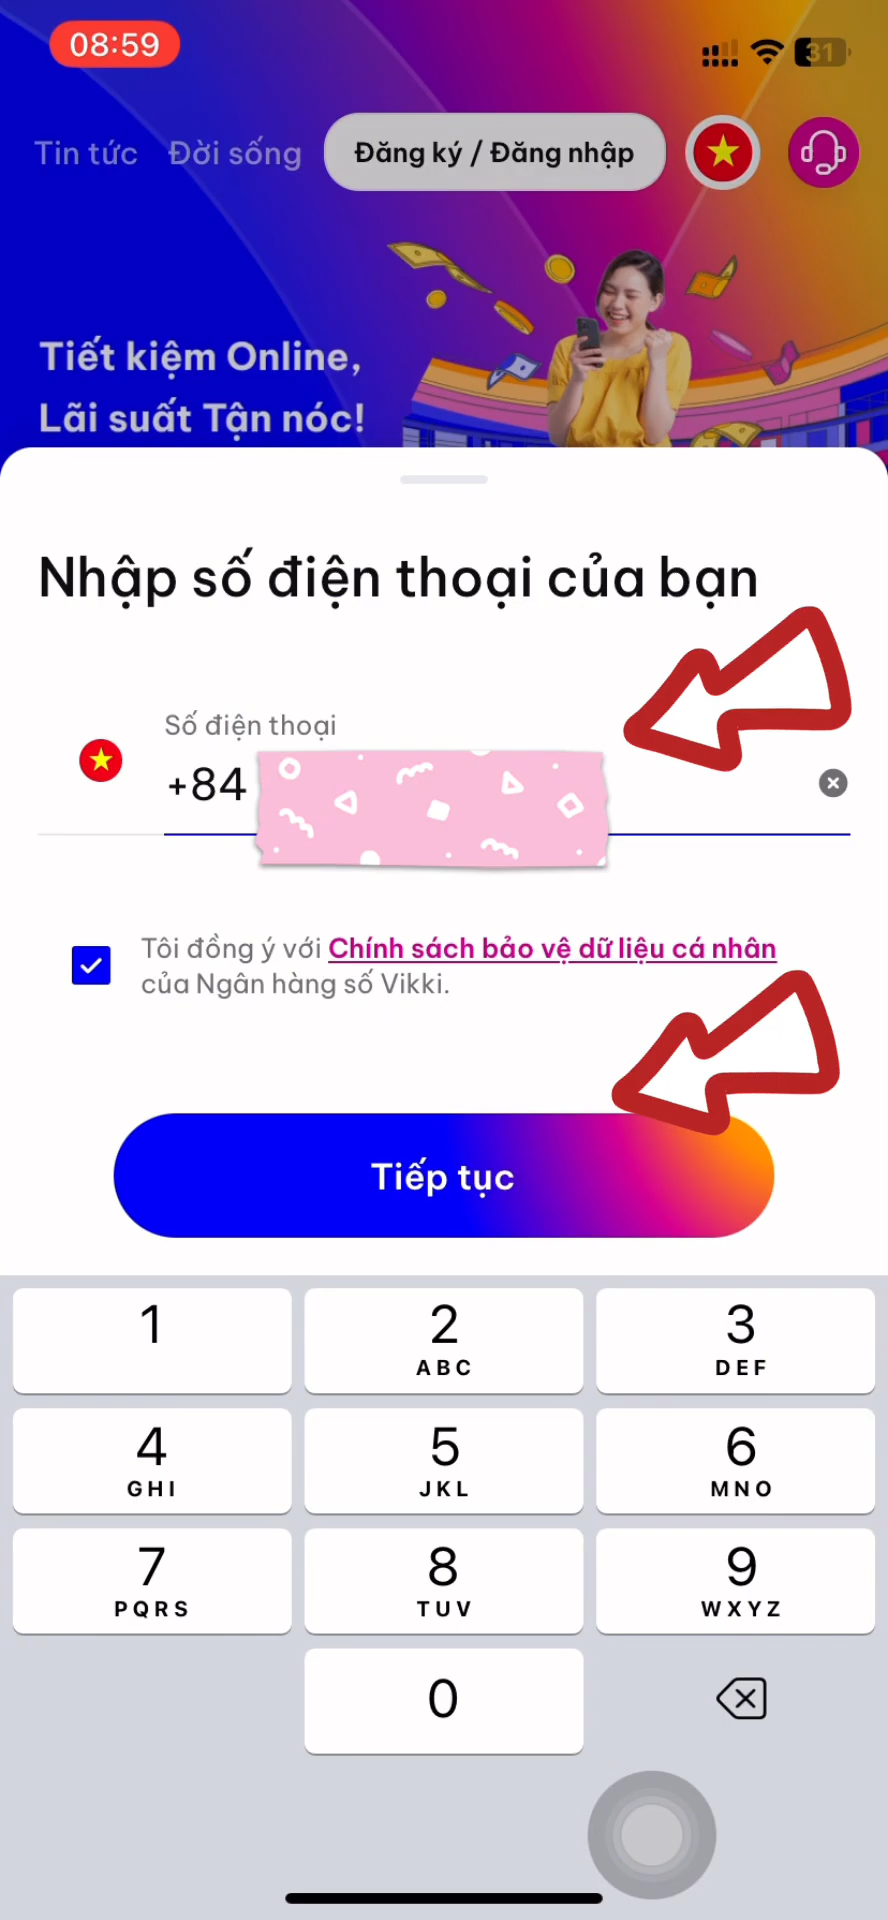 08:59
31
Tin tức Đời sống Đăng ký / Đăng nhập
Tiết kiệm Online,
Lãi suất Tận nóc!
Nhập số điện thoại của bạn
Số điện thoại
+84
Tôi đồng ý với Chính sách bảo vệ dữ liệu cá nhân
của Ngân hàng số Vikki.
Tiếp tục
1 2 3
ABC DEF
4 5 6
GHI JKL MNO
7 8 9
PQRS TUV WXYZ
0